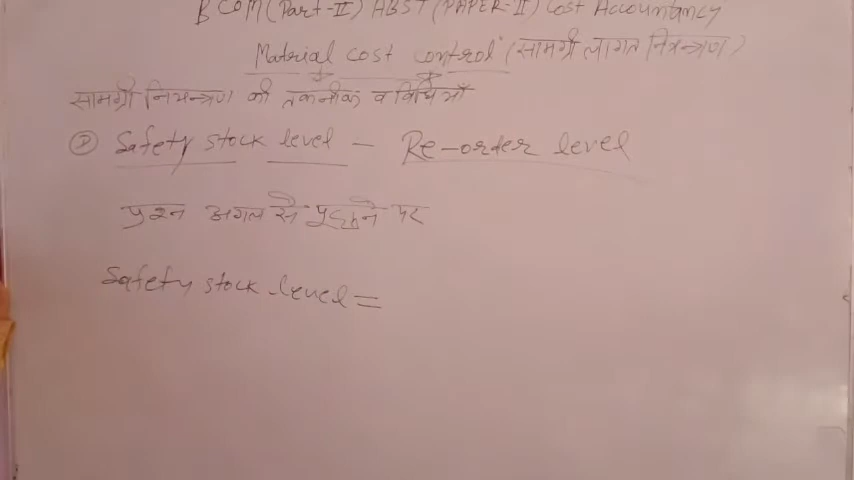 B COM (Part-II) ABST (PAPER-II) Cost Accountancy
Material cost control (सामग्री लागत नियन्त्रण)
सामग्री नियन्त्रण की तकनीक व विधियाँ
Safety stock level - Re-order level
प्रश्न अलग से पूछने पर
Safety stock level =